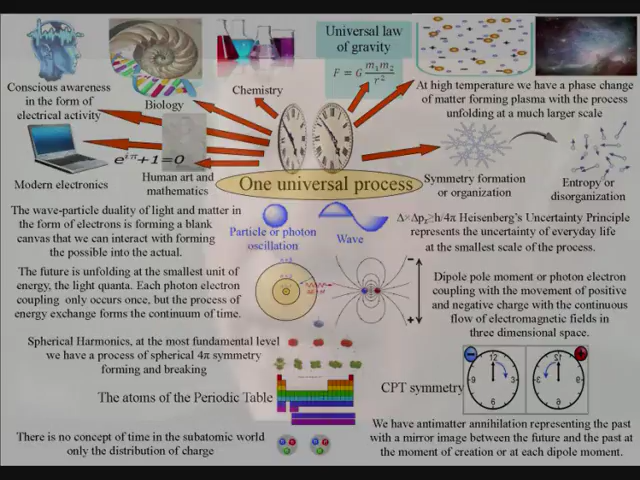 Universal law
of gravity
F = G m₁m₂ / r²
Conscious awareness
in the form of
electrical activity
Biology
Chemistry
At high temperature we have a phase change
of matter forming plasma with the process
unfolding at a much larger scale
Modern electronics
e^iπ+1=0
Human art and
mathematics
One universal process
Symmetry formation
or organization
Entropy or
disorganization
The wave-particle duality of light and matter in
the form of electrons is forming a blank
canvas that we can interact with forming
the possible into the actual.
Particle or photon
oscillation
Wave
Δ×Δpₓ≥h/4π Heisenberg's Uncertainty Principle
represents the uncertainty of everyday life
at the smallest scale of the process.
The future is unfolding at the smallest unit of
energy, the light quanta. Each photon electron
coupling only occurs once, but the process of
energy exchange forms the continuum of time.
Dipole pole moment or photon electron
coupling with the movement of positive
and negative charge with the continuous
flow of electromagnetic fields in
three dimensional space.
Spherical Harmonics, at the most fundamental level
we have a process of spherical 4π symmetry
forming and breaking
The atoms of the Periodic Table
CPT symmetry
12
3
6
9
12
3
6
9
There is no concept of time in the subatomic world
only the distribution of charge
We have antimatter annihilation representing the past
with a mirror image between the future and the past at
the moment of creation or at each dipole moment.